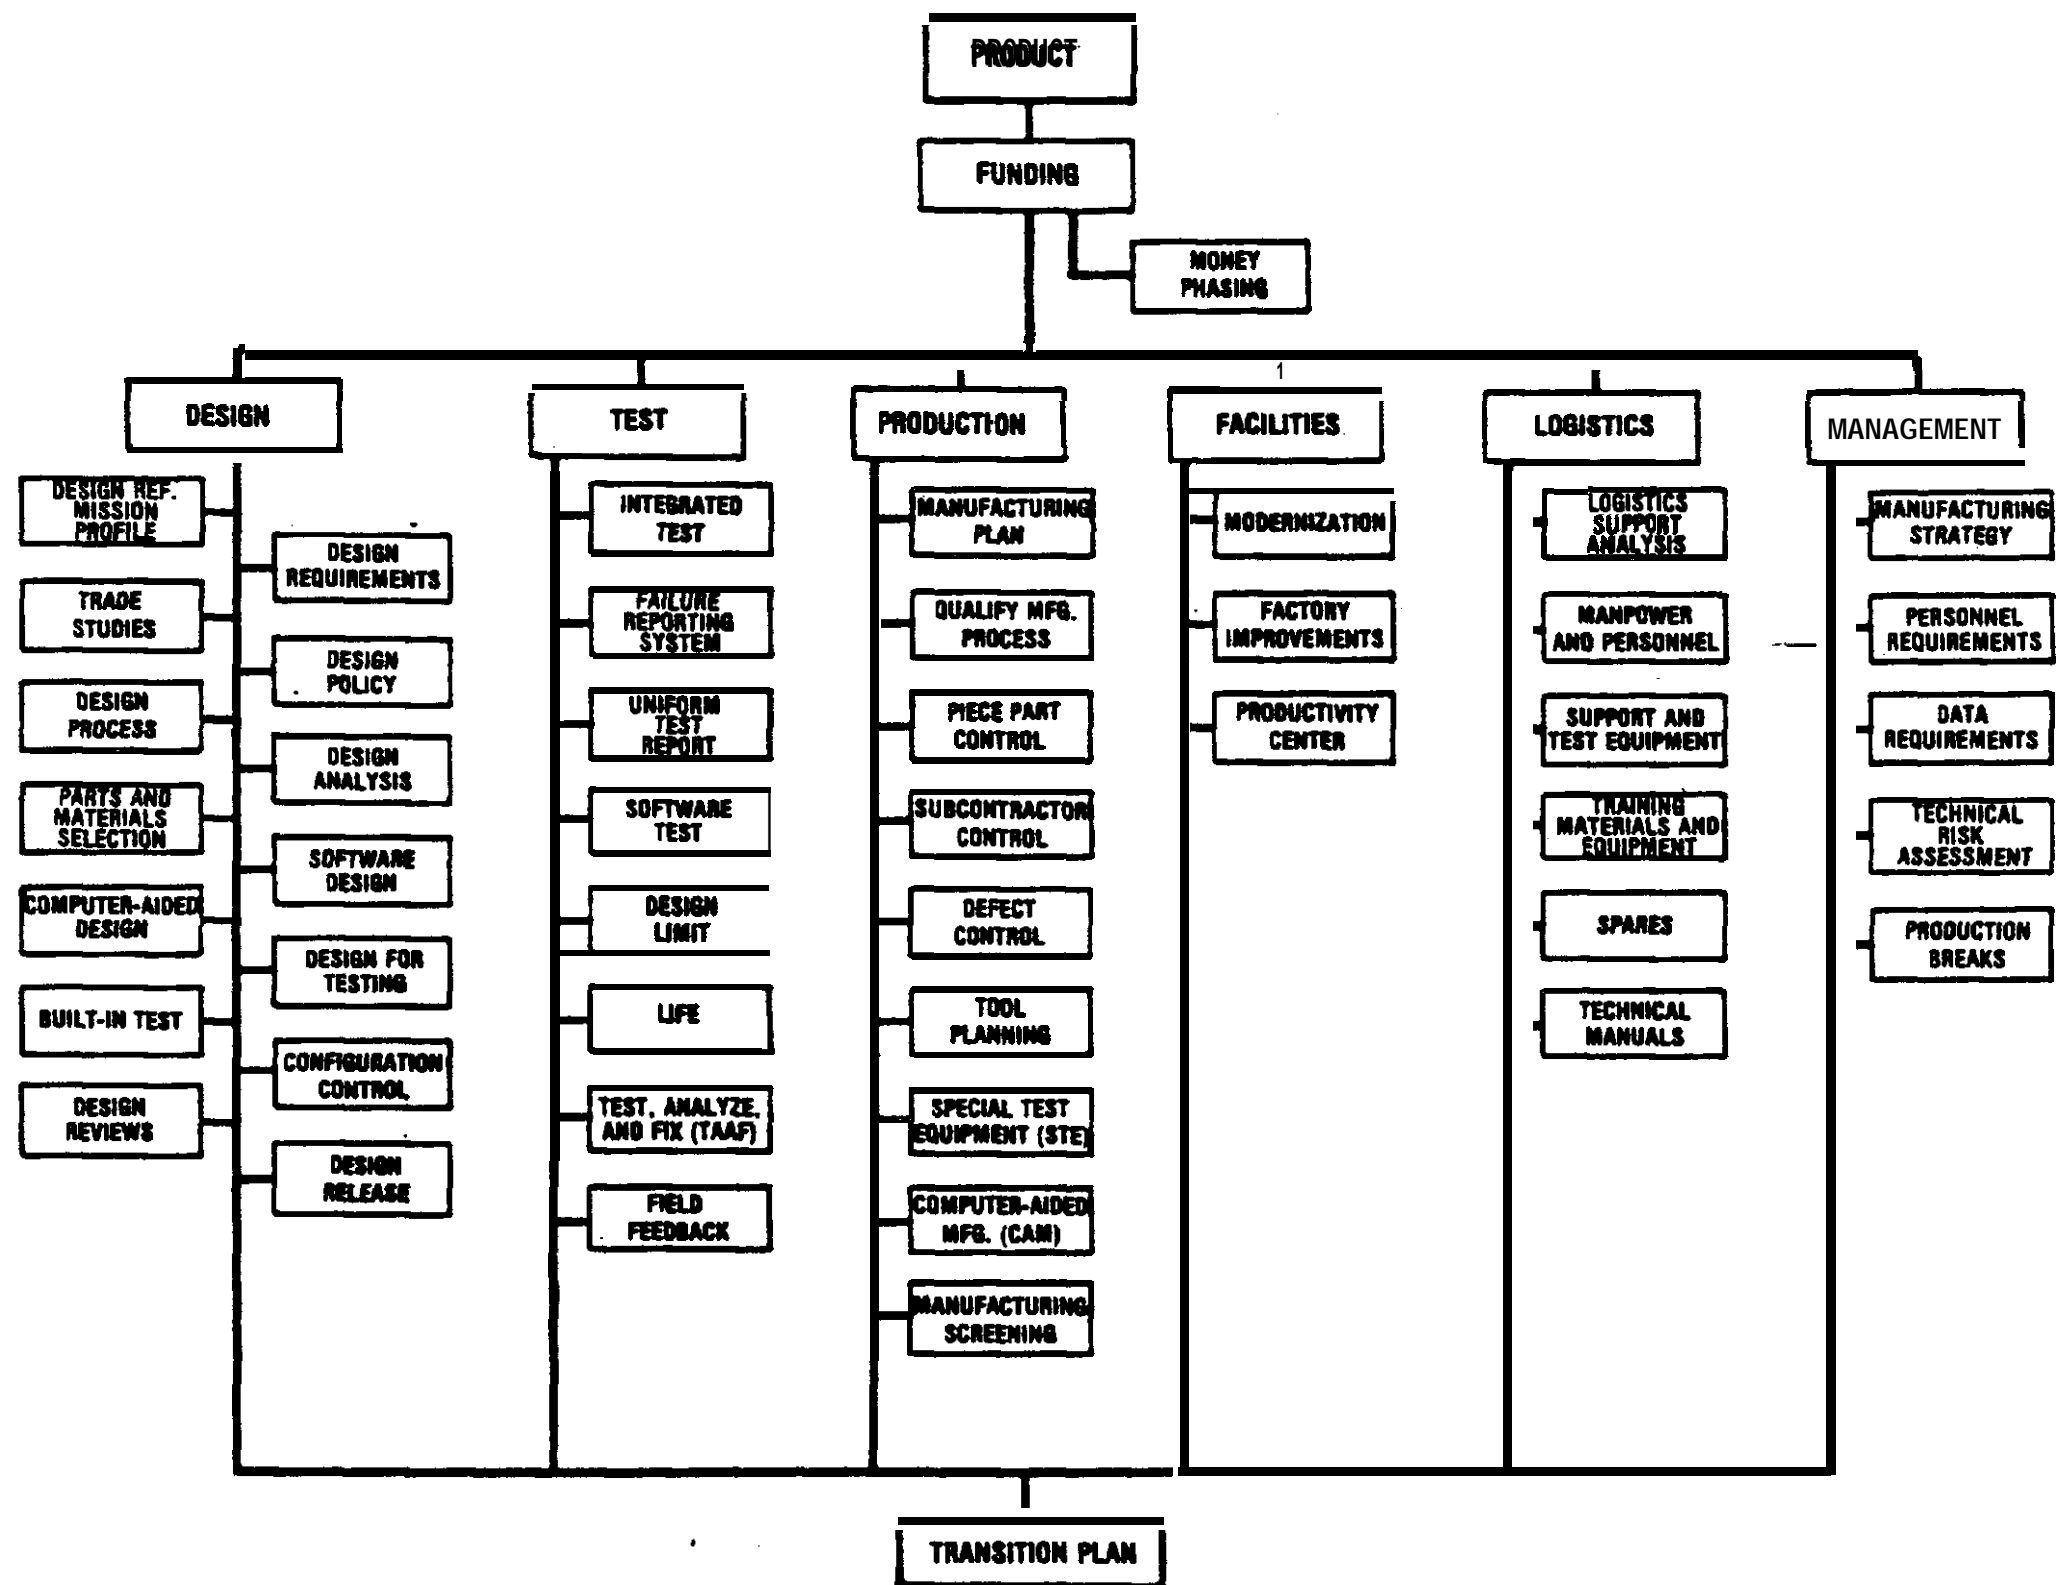 PRODUCT
FUNDING
MONEY
PHASING
1
DESIGN
TEST
PRODUCTION
FACILITIES
LOGISTICS
MANAGEMENT
DESIGN REF.
MISSION
PROFILE
TRADE
STUDIES
DESIGN
PROCESS
PARTS AND
MATERIALS
SELECTION
COMPUTER-AIDED
DESIGN
BUILT-IN TEST
DESIGN
REVIEWS
DESIGN
REQUIREMENTS
DESIGN
POLICY
DESIGN
ANALYSIS
SOFTWARE
DESIGN
DESIGN FOR
TESTING
CONFIGURATION
CONTROL
DESIGN
RELEASE
INTEGRATED
TEST
FAILURE
REPORTING
SYSTEM
UNIFORM
TEST
REPORT
SOFTWARE
TEST
DESIGN
LIMIT
LIFE
TEST, ANALYZE,
AND FIX (TAAF)
FIELD
FEEDBACK
MANUFACTURING
PLAN
QUALIFY MFG.
PROCESS
PIECE PART
CONTROL
SUBCONTRACTOR
CONTROL
DEFECT
CONTROL
TOOL
PLANNING
SPECIAL TEST
EQUIPMENT (STE)
COMPUTER-AIDED
MFG. (CAM)
MANUFACTURING
SCREENING
MODERNIZATION
FACTORY
IMPROVEMENTS
PRODUCTIVITY
CENTER
LOGISTICS
SUPPORT
ANALYSIS
MANPOWER
AND PERSONNEL
SUPPORT AND
TEST EQUIPMENT
TRAINING
MATERIALS AND
EQUIPMENT
SPARES
TECHNICAL
MANUALS
MANUFACTURING
STRATEGY
PERSONNEL
REQUIREMENTS
DATA
REQUIREMENTS
TECHNICAL
RISK
ASSESSMENT
PRODUCTION
BREAKS
TRANSITION PLAN